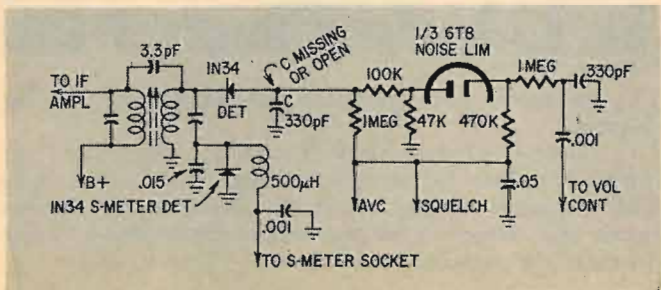 3.3pF
TO IF
AMPL
B+
.015
IN34 S-METER DET
IN34
DET
C MISSING
OR OPEN
C
330pF
500µH
.001
TO S-METER SOCKET
1/3 6T8
NOISE LIM
100K
1MEG
47K
470K
1MEG
330pF
.001
.05
AVC
SQUELCH
TO VOL
CONT